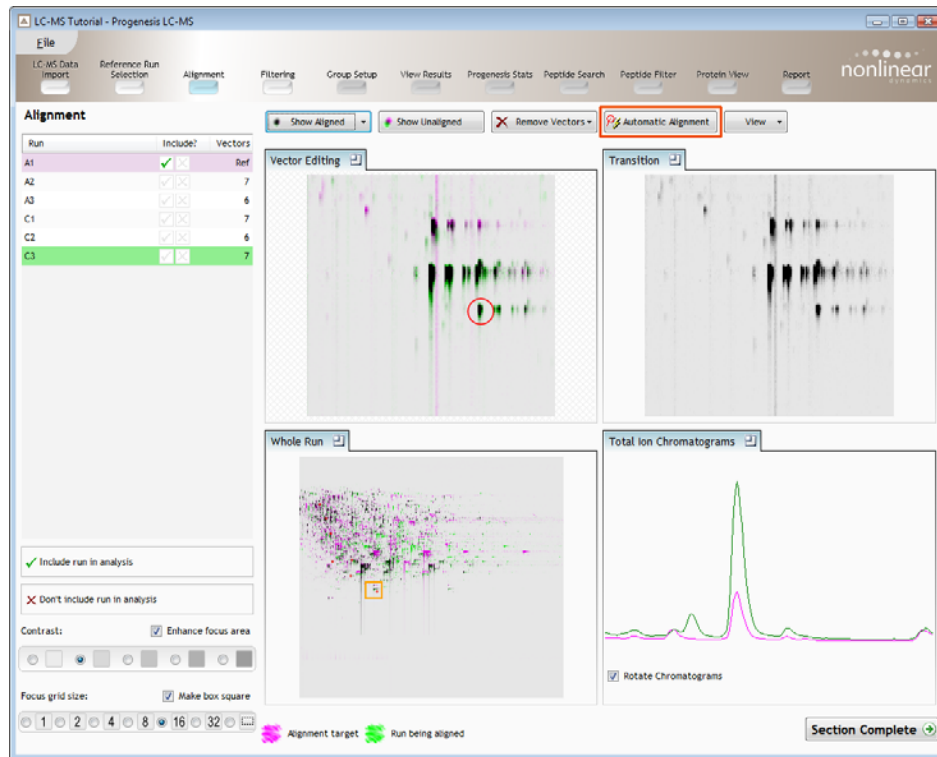 LC-MS Tutorial - Progenesis LC-MS
File
LC-MS Data Import
Reference Run Selection
Alignment
Filtering
Group Setup
View Results
Progenesis Stats
Peptide Search
Peptide Filter
Protein View
Report
nonlinear
dynamics
Alignment
Show Aligned
Show Unaligned
Remove Vectors
Automatic Alignment
View
Run Include? Vectors
A1 Ref
A2 7
A3 6
C1 7
C2 6
C3 7
Vector Editing
Transition
Whole Run
Total Ion Chromatograms
Include run in analysis
Don't include run in analysis
Contrast: Enhance focus area
Rotate Chromatograms
Focus grid size: Make box square
1 2 4 8 16 32
Alignment target Run being aligned
Section Complete